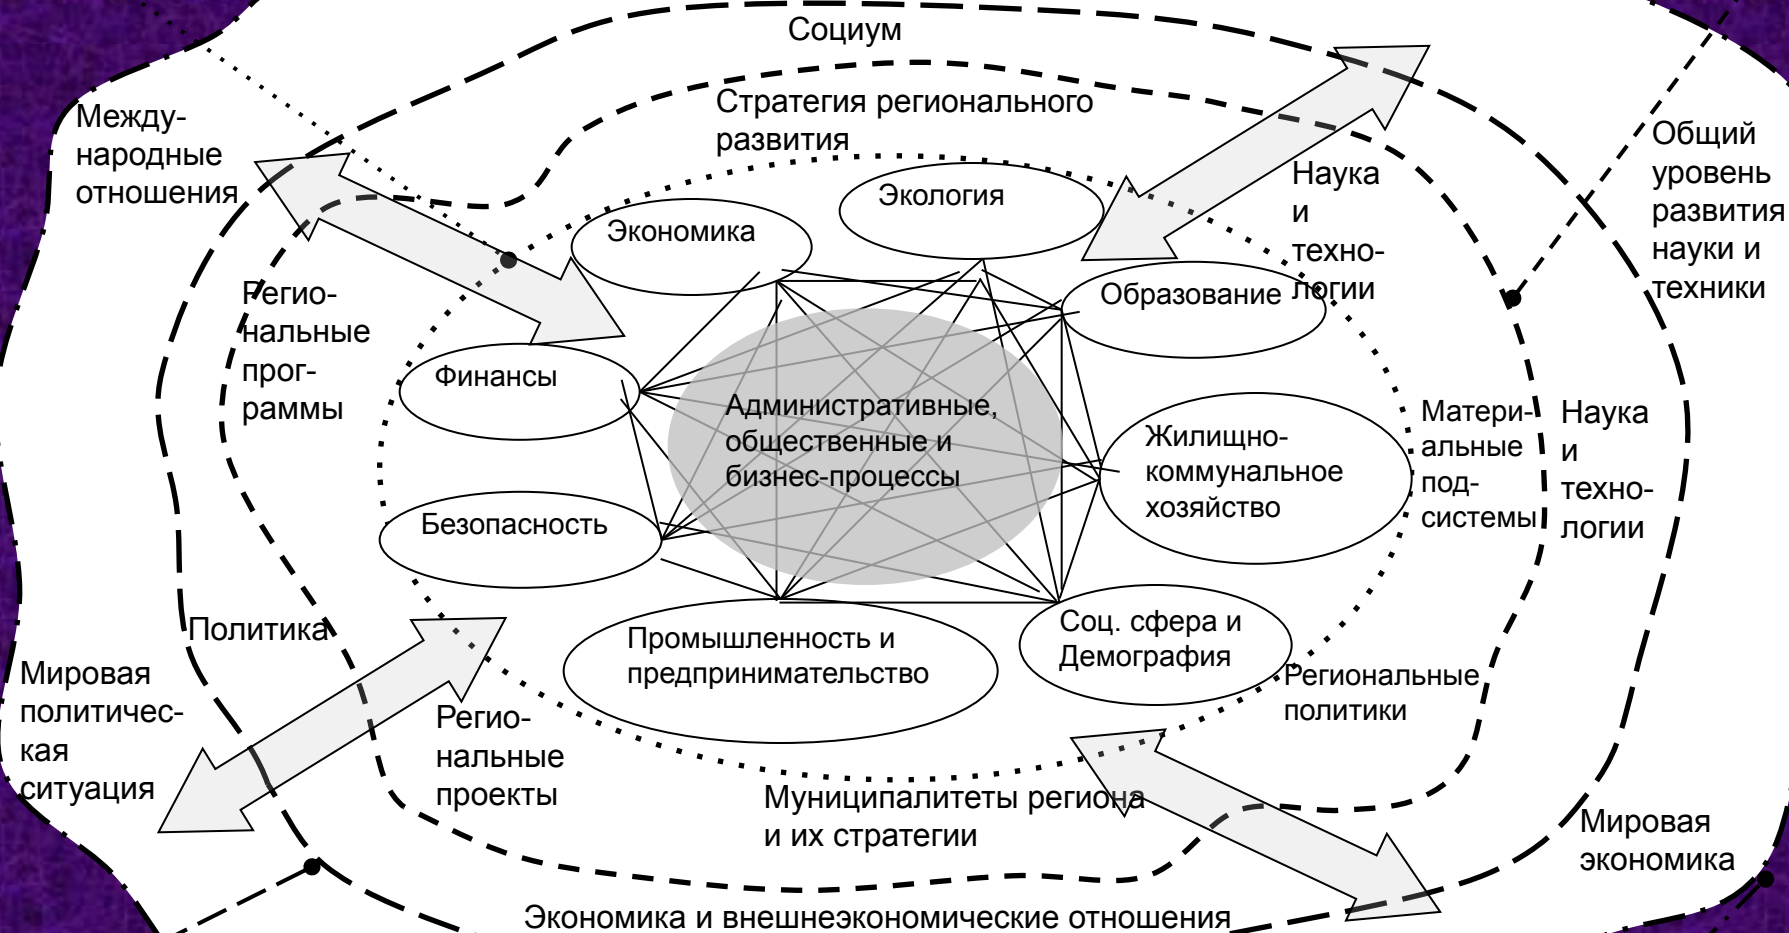 Социум
Стратегия регионального
развития
Между-
народные
отношения
Общий
уровень
развития
науки и
техники
Наука
и
техно-
логии
Экология
Экономика
Образование
Регио-
нальные
прог-
раммы
Финансы
Административные,
общественные и
бизнес-процессы
Жилищно-
коммунальное
хозяйство
Матери-
альные
под-
системы
Наука
и
техно-
логии
Безопасность
Политика
Промышленность и
предпринимательство
Соц. сфера и
Демография
Региональные
политики
Мировая
политичес-
кая
ситуация
Регио-
нальные
проекты
Муниципалитеты региона
и их стратегии
Мировая
экономика
Экономика и внешнеэкономические отношения